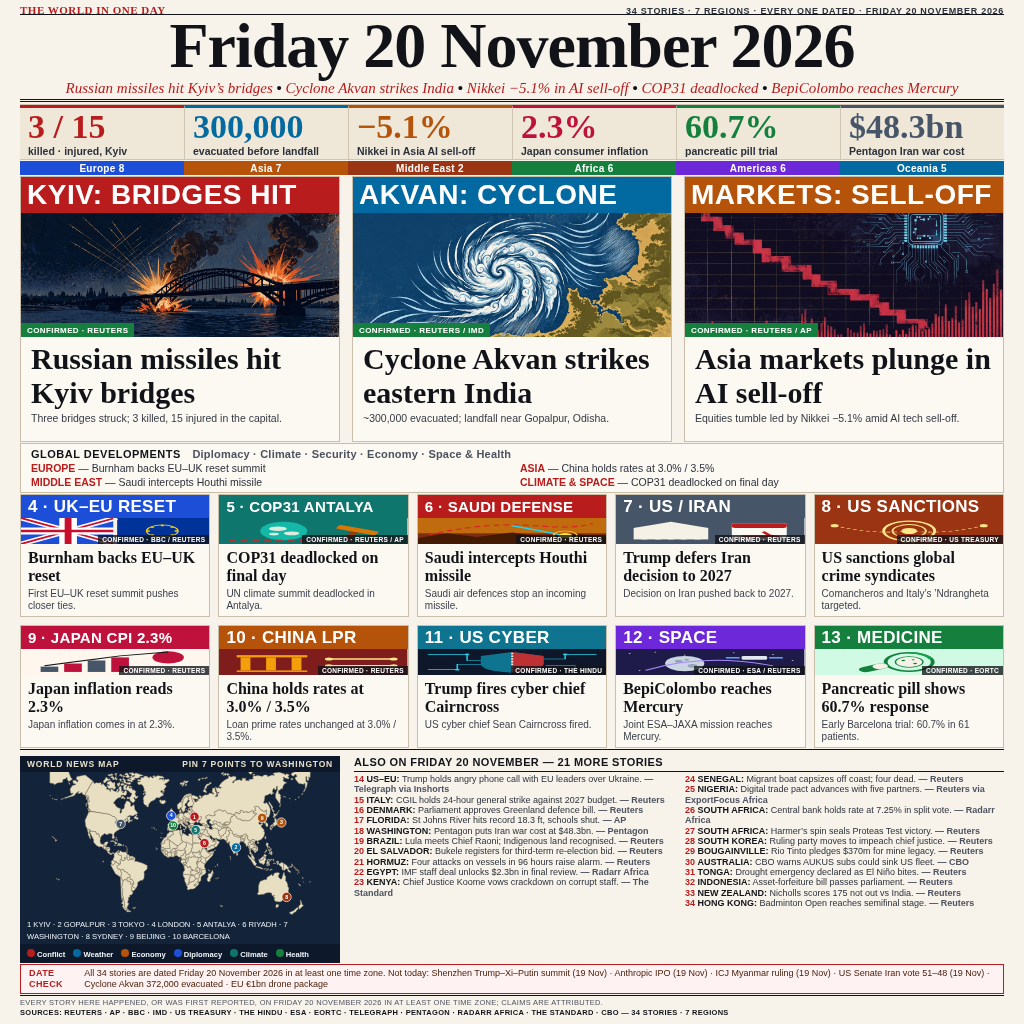 THE WORLD IN ONE DAY
34 STORIES · 7 REGIONS · EVERY ONE DATED · FRIDAY 20 NOVEMBER 2026
Friday 20 November 2026
Russian missiles hit Kyiv's bridges • Cyclone Akvan strikes India • Nikkei −5.1% in AI sell-off • COP31 deadlocked • BepiColombo reaches Mercury
3 / 15
killed · injured, Kyiv
300,000
evacuated before landfall
−5.1%
Nikkei in Asia AI sell-off
2.3%
Japan consumer inflation
60.7%
pancreatic pill trial
$48.3bn
Pentagon Iran war cost
Europe 8
Asia 7
Middle East 2
Africa 6
Americas 6
Oceania 5
KYIV: BRIDGES HIT
CONFIRMED · REUTERS
Russian missiles hit
Kyiv bridges
Three bridges struck; 3 killed, 15 injured in the capital.
AKVAN: CYCLONE
CONFIRMED · REUTERS / IMD
Cyclone Akvan strikes
eastern India
~300,000 evacuated; landfall near Gopalpur, Odisha.
MARKETS: SELL-OFF
CONFIRMED · REUTERS / AP
Asia markets plunge in
AI sell-off
Equities tumble led by Nikkei −5.1% amid AI tech sell-off.
GLOBAL DEVELOPMENTS Diplomacy · Climate · Security · Economy · Space & Health
EUROPE — Burnham backs EU–UK reset summit
ASIA — China holds rates at 3.0% / 3.5%
MIDDLE EAST — Saudi intercepts Houthi missile
CLIMATE & SPACE — COP31 deadlocked on final day
4 · UK–EU RESET
CONFIRMED · BBC / REUTERS
Burnham backs EU–UK
reset
First EU–UK reset summit pushes
closer ties.
5 · COP31 ANTALYA
CONFIRMED · REUTERS / AP
COP31 deadlocked on
final day
UN climate summit deadlocked in
Antalya.
6 · SAUDI DEFENSE
CONFIRMED · REUTERS
Saudi intercepts Houthi
missile
Saudi air defences stop an incoming
missile.
7 · US / IRAN
CONFIRMED · REUTERS
Trump defers Iran
decision to 2027
Decision on Iran pushed back to 2027.
8 · US SANCTIONS
CONFIRMED · US TREASURY
US sanctions global
crime syndicates
Comancheros and Italy's 'Ndrangheta
targeted.
9 · JAPAN CPI 2.3%
CONFIRMED · REUTERS
Japan inflation reads
2.3%
Japan inflation comes in at 2.3%.
10 · CHINA LPR
CONFIRMED · REUTERS
China holds rates at
3.0% / 3.5%
Loan prime rates unchanged at 3.0% /
3.5%.
11 · US CYBER
CONFIRMED · THE HINDU
Trump fires cyber chief
Cairncross
US cyber chief Sean Cairncross fired.
12 · SPACE
CONFIRMED · ESA / REUTERS
BepiColombo reaches
Mercury
Joint ESA–JAXA mission reaches
Mercury.
13 · MEDICINE
CONFIRMED · EORTC
Pancreatic pill shows
60.7% response
Early Barcelona trial: 60.7% in 61
patients.
WORLD NEWS MAP
PIN 7 POINTS TO WASHINGTON
1 KYIV · 2 GOPALPUR · 3 TOKYO · 4 LONDON · 5 ANTALYA · 6 RIYADH · 7
WASHINGTON · 8 SYDNEY · 9 BEIJING · 10 BARCELONA
Conflict Weather Economy Diplomacy Climate Health
ALSO ON FRIDAY 20 NOVEMBER — 21 MORE STORIES
14 US–EU: Trump holds angry phone call with EU leaders over Ukraine. —
Telegraph via Inshorts
15 ITALY: CGIL holds 24-hour general strike against 2027 budget. — Reuters
16 DENMARK: Parliament approves Greenland defence bill. — Reuters
17 FLORIDA: St Johns River hits record 18.3 ft, schools shut. — AP
18 WASHINGTON: Pentagon puts Iran war cost at $48.3bn. — Pentagon
19 BRAZIL: Lula meets Chief Raoni; Indigenous land recognised. — Reuters
20 EL SALVADOR: Bukele registers for third-term re-election bid. — Reuters
21 HORMUZ: Four attacks on vessels in 96 hours raise alarm. — Reuters
22 EGYPT: IMF staff deal unlocks $2.3bn in final review. — Radarr Africa
23 KENYA: Chief Justice Koome vows crackdown on corrupt staff. — The
Standard
24 SENEGAL: Migrant boat capsizes off coast; four dead. — Reuters
25 NIGERIA: Digital trade pact advances with five partners. — Reuters via
ExportFocus Africa
26 SOUTH AFRICA: Central bank holds rate at 7.25% in split vote. — Radarr
Africa
27 SOUTH AFRICA: Harmer's spin seals Proteas Test victory. — Reuters
28 SOUTH KOREA: Ruling party moves to impeach chief justice. — Reuters
29 BOUGAINVILLE: Rio Tinto pledges $370m for mine legacy. — Reuters
30 AUSTRALIA: CBO warns AUKUS subs could sink US fleet. — CBO
31 TONGA: Drought emergency declared as El Niño bites. — Reuters
32 INDONESIA: Asset-forfeiture bill passes parliament. — Reuters
33 NEW ZEALAND: Nicholls scores 175 not out vs India. — Reuters
34 HONG KONG: Badminton Open reaches semifinal stage. — Reuters
DATE
CHECK
All 34 stories are dated Friday 20 November 2026 in at least one time zone. Not today: Shenzhen Trump–Xi–Putin summit (19 Nov) · Anthropic IPO (19 Nov) · ICJ Myanmar ruling (19 Nov) · US Senate Iran vote 51–48 (19 Nov) ·
Cyclone Akvan 372,000 evacuated · EU €1bn drone package
EVERY STORY HERE HAPPENED, OR WAS FIRST REPORTED, ON FRIDAY 20 NOVEMBER 2026 IN AT LEAST ONE TIME ZONE; CLAIMS ARE ATTRIBUTED.
SOURCES: REUTERS · AP · BBC · IMD · US TREASURY · THE HINDU · ESA · EORTC · TELEGRAPH · PENTAGON · RADARR AFRICA · THE STANDARD · CBO — 34 STORIES · 7 REGIONS